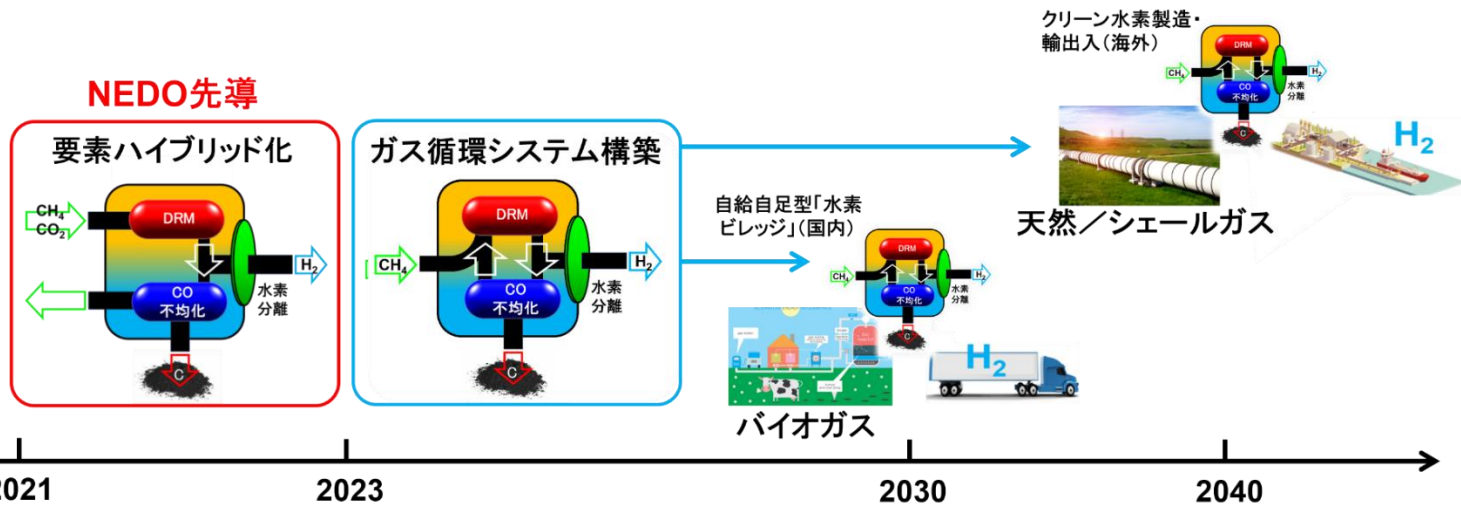 NEDO先導
要素ハイブリッド化
CH₄
CO₂
DRM
H₂
CO
不均化
水素
分離
C
ガス循環システム構築
CH₄
DRM
H₂
CO
不均化
水素
分離
C
自給自足型「水素
ビレッジ」(国内)
DRM
CH₄
H₂
CO
不均化
水素
分離
C
H₂
バイオガス
クリーン水素製造・
輸出入(海外)
DRM
CH₄
H₂
CO
不均化
水素
分離
C
H₂
天然/シェールガス
2021
2023
2030
2040